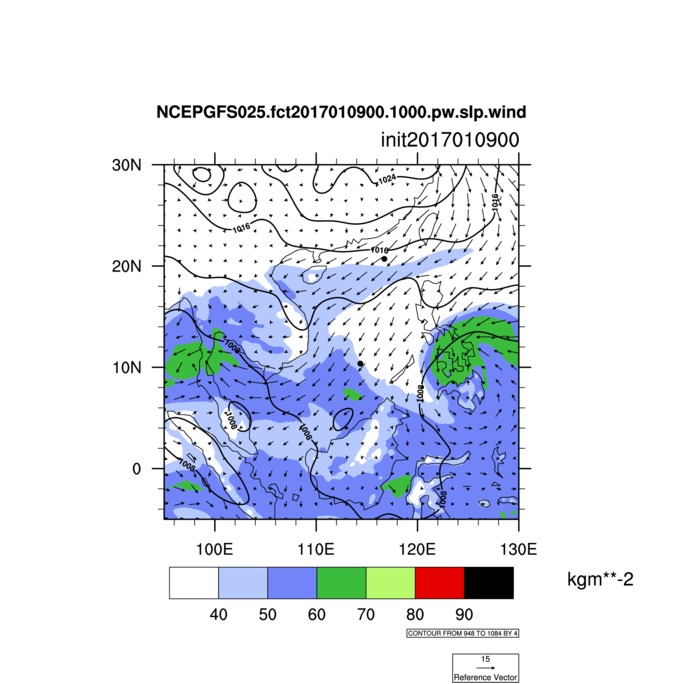 NCEPGFS025.fct2017010900.1000.pw.slp.wind
init2017010900
30N
1024
1016
1016
1016
20N
10N
1008
1008
1008
1008
1008
1008
0
100E 110E 120E 130E
kgm**-2
40 50 60 70 80 90
CONTOUR FROM 948 TO 1084 BY 4
15
Reference Vector